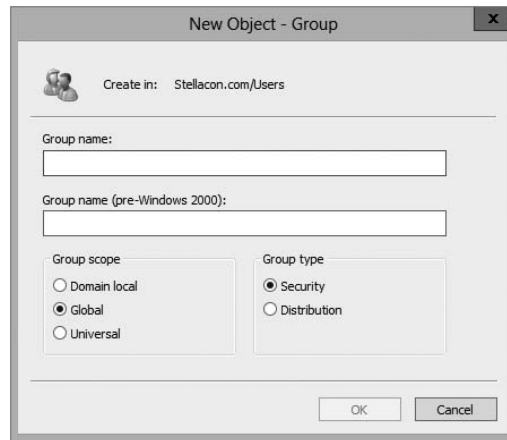 New Object - Group
x
Create in: Stellacon.com/Users
Group name:
Group name (pre-Windows 2000):
Group scope
Domain local
Global
Universal
Group type
Security
Distribution
OK
Cancel